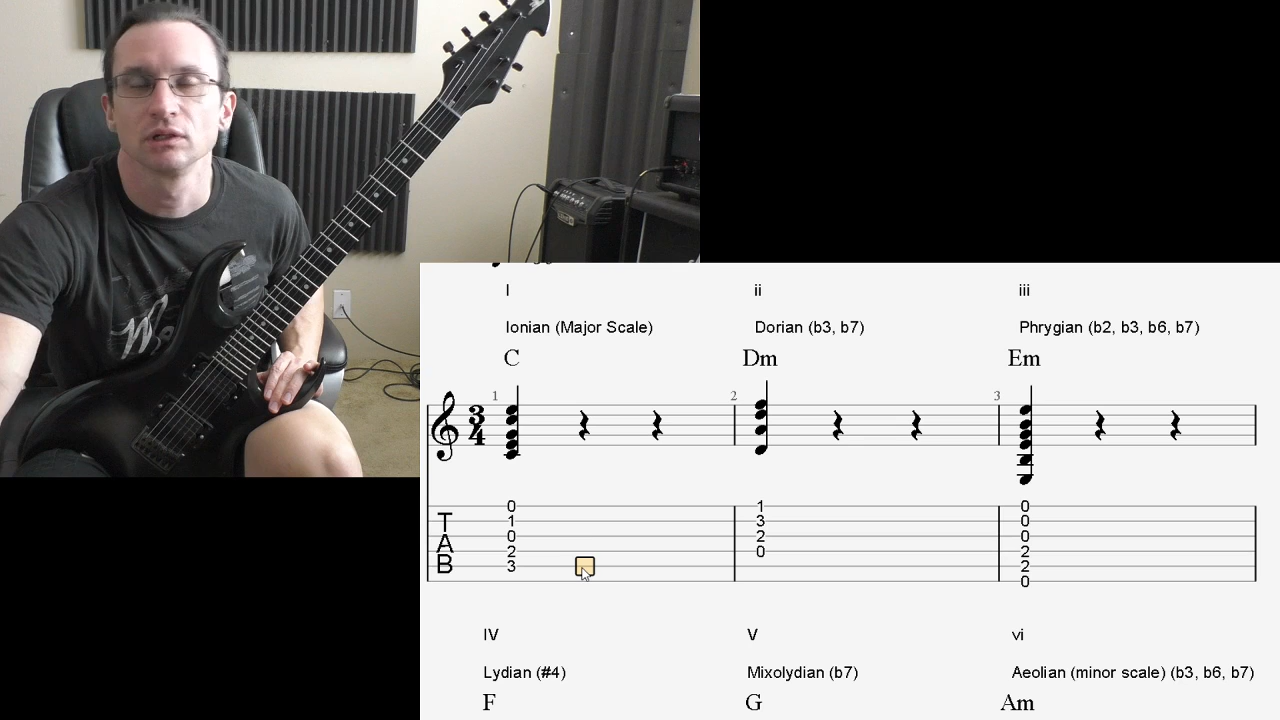 I ii iii
Ionian (Major Scale) Dorian (b3, b7) Phrygian (b2, b3, b6, b7)
C Dm Em
1 2 3
3
4
0 1 0
T 1 3 0
0 2 0
A 2 0 2
B 3 2
0
IV V vi
Lydian (#4) Mixolydian (b7) Aeolian (minor scale) (b3, b6, b7)
F G Am